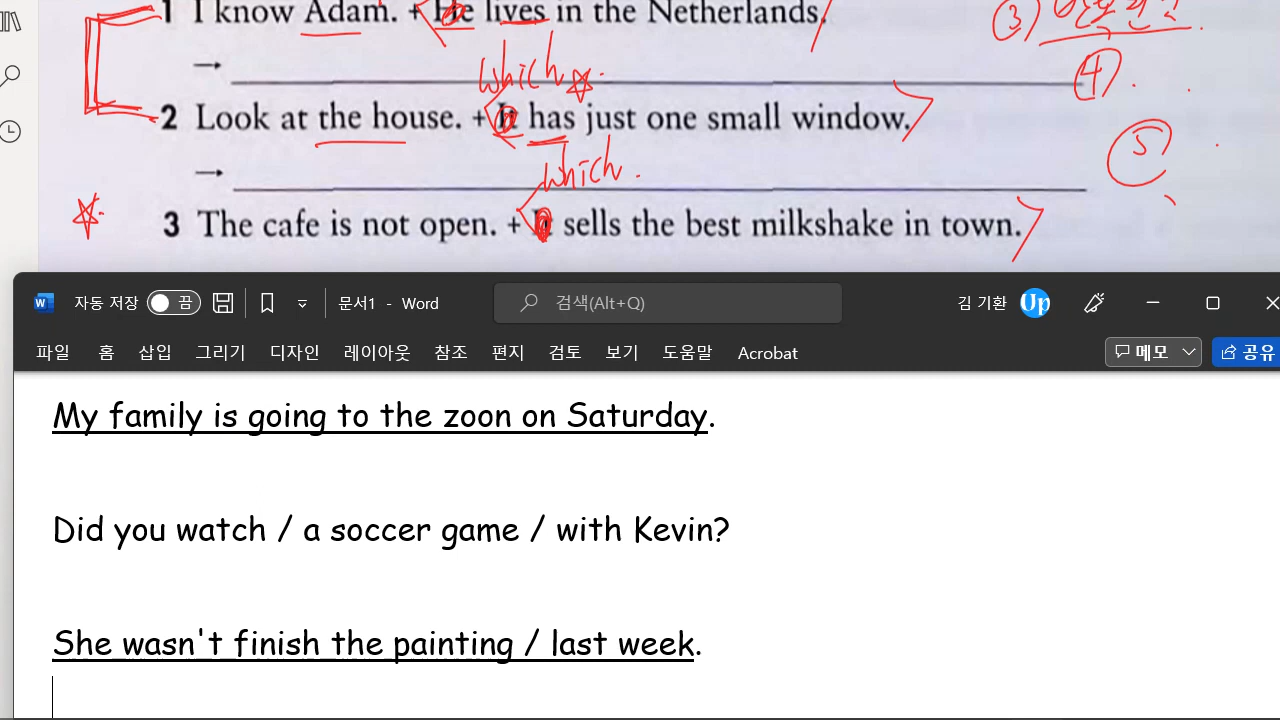 1 I know Adam. + He lives in the Netherlands.
③
→
which
④
2 Look at the house. + It has just one small window.
⑤
→
which
3 The cafe is not open. + It sells the best milkshake in town.
자동 저장 끔 문서1 - Word 검색(Alt+Q) 김 기환 Up
파일 홈 삽입 그리기 디자인 레이아웃 참조 편지 검토 보기 도움말 Acrobat 메모 공유
My family is going to the zoon on Saturday.
Did you watch / a soccer game / with Kevin?
She wasn't finish the painting / last week.